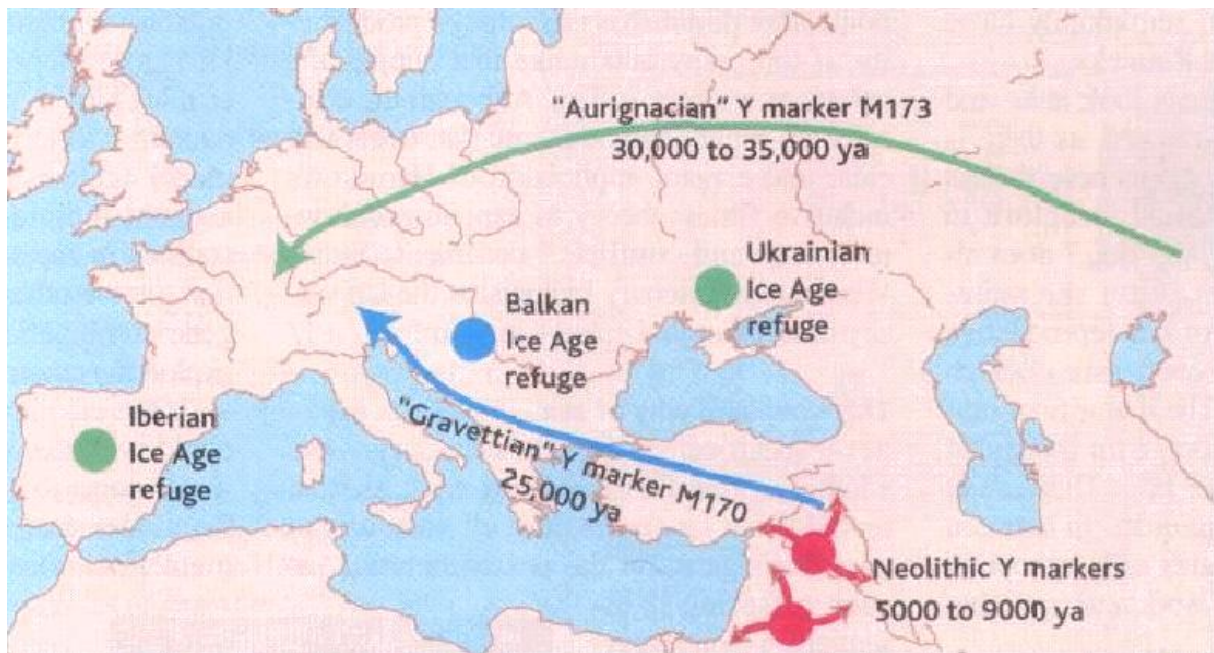 "Aurignacian" Y marker M173
30,000 to 35,000 ya
Ukrainian
Ice Age
refuge
Balkan
Ice Age
refuge
Iberian
Ice Age
refuge
"Gravettian" Y marker M170
25,000 ya
Neolithic Y markers
5000 to 9000 ya